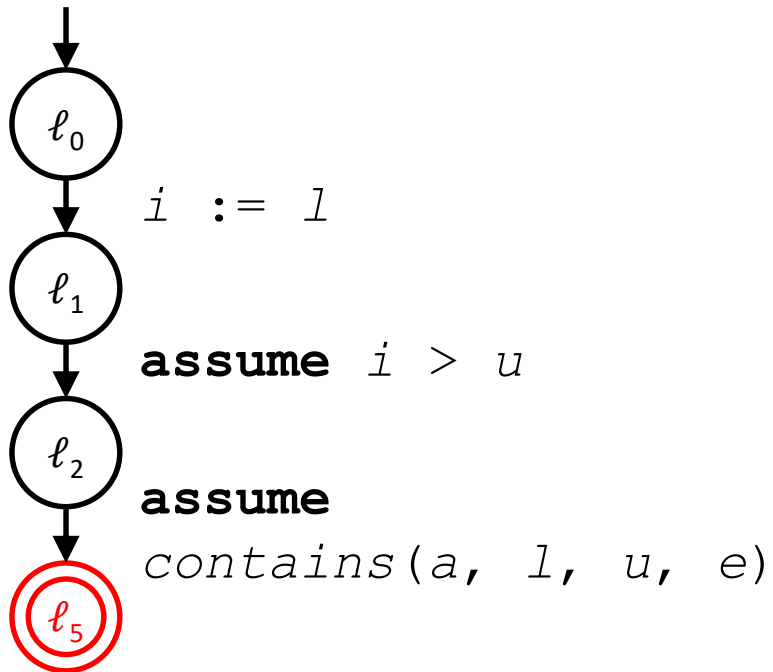 ℓ₀
i := l
ℓ₁
assume i > u
ℓ₂
assume
contains(a, l, u, e)
ℓ₅